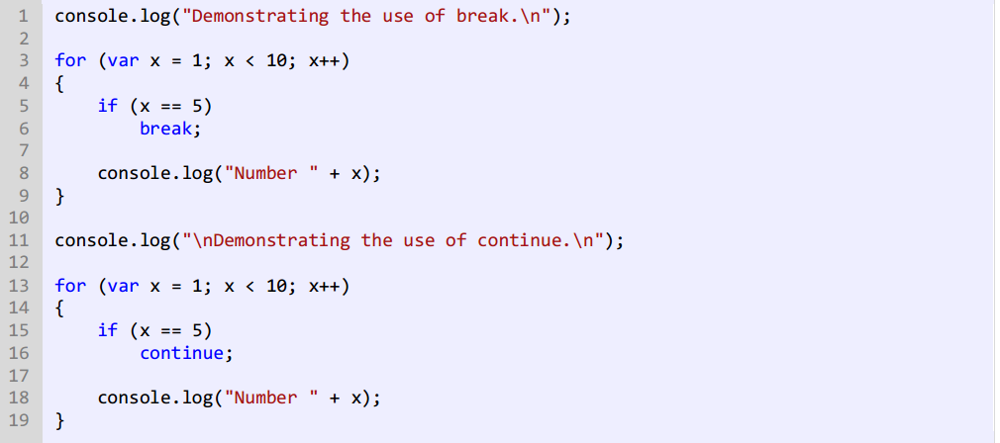 1 console.log("Demonstrating the use of break.\n");
2
3 for (var x = 1; x < 10; x++)
4 {
5     if (x == 5)
6         break;
7
8     console.log("Number " + x);
9 }
10
11 console.log("\nDemonstrating the use of continue.\n");
12
13 for (var x = 1; x < 10; x++)
14 {
15     if (x == 5)
16         continue;
17
18     console.log("Number " + x);
19 }